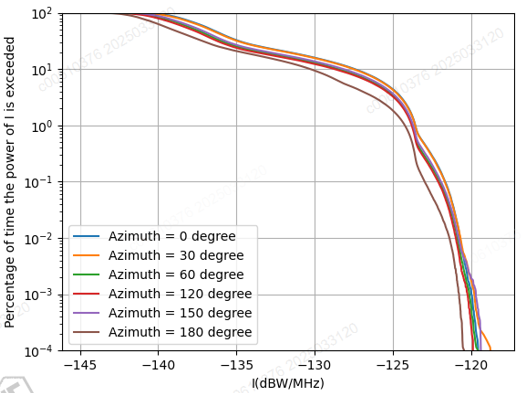 Percentage of time the power of I is exceeded
10²
10¹
10⁰
10⁻¹
10⁻²
10⁻³
10⁻⁴
Azimuth = 0 degree
Azimuth = 30 degree
Azimuth = 60 degree
Azimuth = 120 degree
Azimuth = 150 degree
Azimuth = 180 degree
−145 −140 −135 −130 −125 −120
I(dBW/MHz)